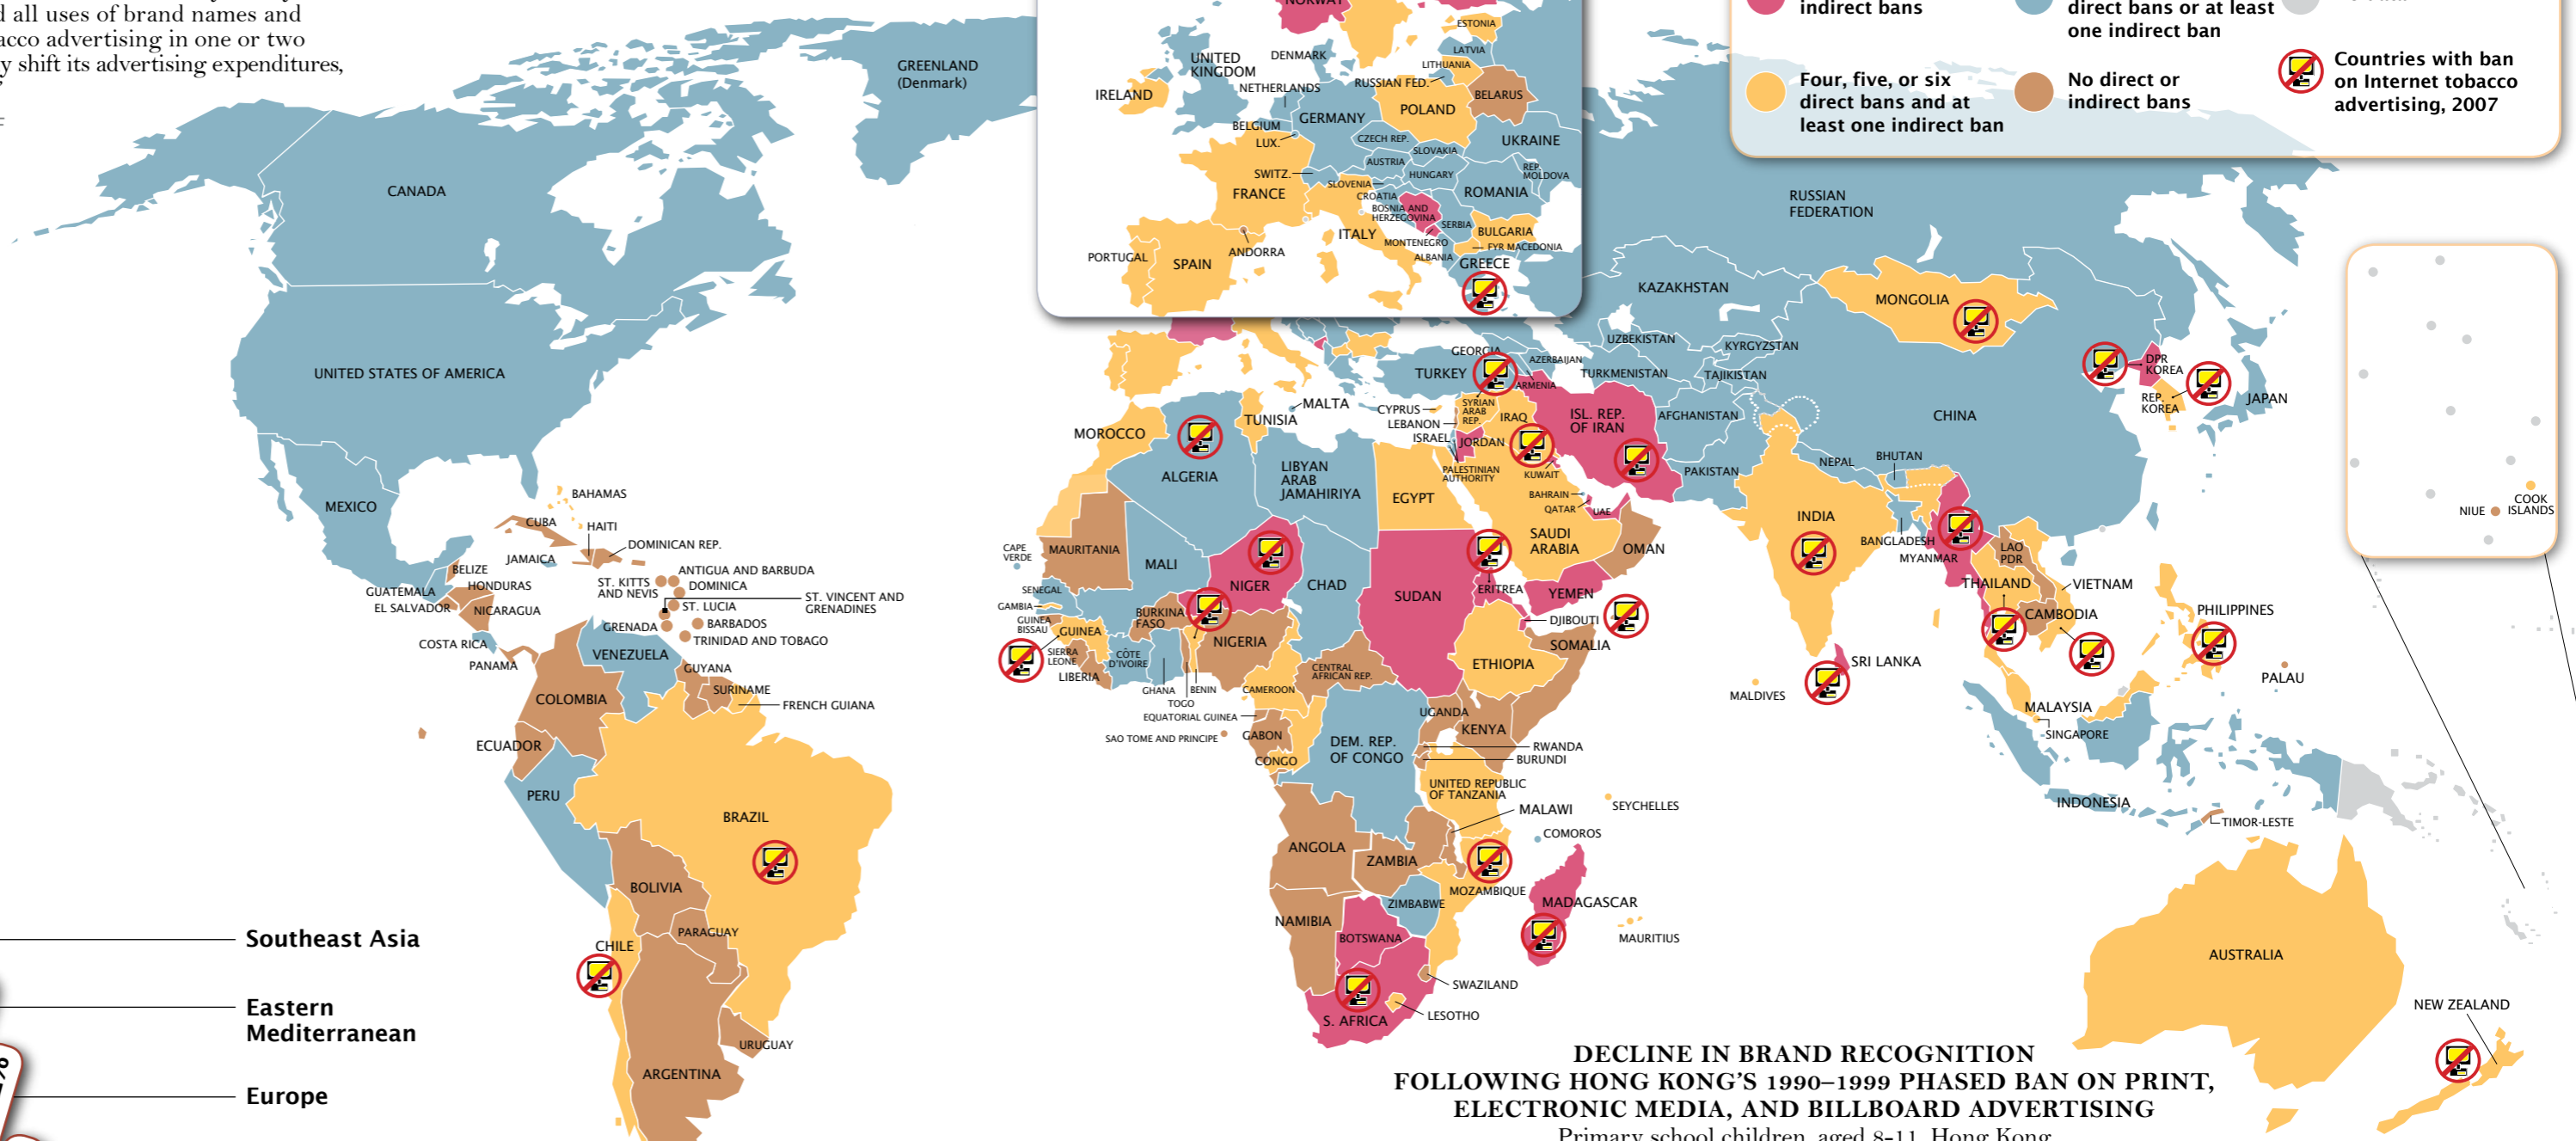 d all uses of brand names and
acco advertising in one or two
y shift its advertising expenditures,
NORWAY
ESTONIA
LATVIA
LITHUANIA
RUSSIAN FED.
UNITED
KINGDOM
DENMARK
NETHERLANDS
IRELAND
POLAND
BELARUS
GERMANY
BELGIUM
LUX.
CZECH REP.
SLOVAKIA
UKRAINE
AUSTRIA
SWITZ.
HUNGARY
REP.
MOLDOVA
SLOVENIA
FRANCE
CROATIA
ROMANIA
BOSNIA AND
HERZEGOVINA
SERBIA
ITALY
BULGARIA
MONTENEGRO
FYR MACEDONIA
ANDORRA
PORTUGAL
SPAIN
ALBANIA
GREECE
indirect bans
direct bans or at least
one indirect ban
Four, five, or six
direct bans and at
least one indirect ban
No direct or
indirect bans
Countries with ban
on Internet tobacco
advertising, 2007
GREENLAND
(Denmark)
CANADA
UNITED STATES OF AMERICA
MEXICO
BAHAMAS
CUBA
HAITI
DOMINICAN REP.
JAMAICA
BELIZE
HONDURAS
GUATEMALA
EL SALVADOR
NICARAGUA
ST. KITTS
AND NEVIS
ANTIGUA AND BARBUDA
DOMINICA
ST. VINCENT AND
GRENADINES
ST. LUCIA
GRENADA
BARBADOS
TRINIDAD AND TOBAGO
COSTA RICA
PANAMA
VENEZUELA
GUYANA
SURINAME
FRENCH GUIANA
COLOMBIA
ECUADOR
PERU
BRAZIL
BOLIVIA
PARAGUAY
CHILE
URUGUAY
ARGENTINA
RUSSIAN
FEDERATION
KAZAKHSTAN
MONGOLIA
UZBEKISTAN
KYRGYZSTAN
GEORGIA
AZERBAIJAN
TURKEY
ARMENIA
TURKMENISTAN
TAJIKISTAN
DPR
KOREA
REP.
KOREA
JAPAN
CHINA
MALTA
TUNISIA
CYPRUS
LEBANON
ISRAEL
SYRIAN
ARAB
REP.
IRAQ
ISL. REP.
OF IRAN
AFGHANISTAN
JORDAN
PALESTINIAN
AUTHORITY
KUWAIT
PAKISTAN
NEPAL
BHUTAN
MOROCCO
ALGERIA
LIBYAN
ARAB
JAMAHIRIYA
EGYPT
BAHRAIN
QATAR
UAE
SAUDI
ARABIA
OMAN
INDIA
BANGLADESH
MYANMAR
LAO
PDR
THAILAND
VIETNAM
CAMBODIA
PHILIPPINES
PALAU
NIUE
COOK
ISLANDS
CAPE
VERDE
MAURITANIA
MALI
NIGER
CHAD
SUDAN
ERITREA
YEMEN
DJIBOUTI
SENEGAL
GAMBIA
GUINEA
BISSAU
GUINEA
BURKINA
FASO
SIERRA
LEONE
LIBERIA
CÔTE
D'IVOIRE
GHANA
TOGO
BENIN
NIGERIA
CAMEROON
CENTRAL
AFRICAN REP.
ETHIOPIA
SOMALIA
SRI LANKA
MALDIVES
MALAYSIA
SINGAPORE
INDONESIA
TIMOR-LESTE
EQUATORIAL GUINEA
SAO TOME AND PRINCIPE
GABON
CONGO
DEM. REP.
OF CONGO
UGANDA
KENYA
RWANDA
BURUNDI
UNITED REPUBLIC
OF TANZANIA
SEYCHELLES
MALAWI
COMOROS
ANGOLA
ZAMBIA
MOZAMBIQUE
ZIMBABWE
MADAGASCAR
MAURITIUS
NAMIBIA
BOTSWANA
SWAZILAND
LESOTHO
S. AFRICA
AUSTRALIA
NEW ZEALAND
Southeast Asia
Eastern
Mediterranean
Europe
%
DECLINE IN BRAND RECOGNITION
FOLLOWING HONG KONG'S 1990–1999 PHASED BAN ON PRINT,
ELECTRONIC MEDIA, AND BILLBOARD ADVERTISING
Primary school children, aged 8-11, Hong Kong